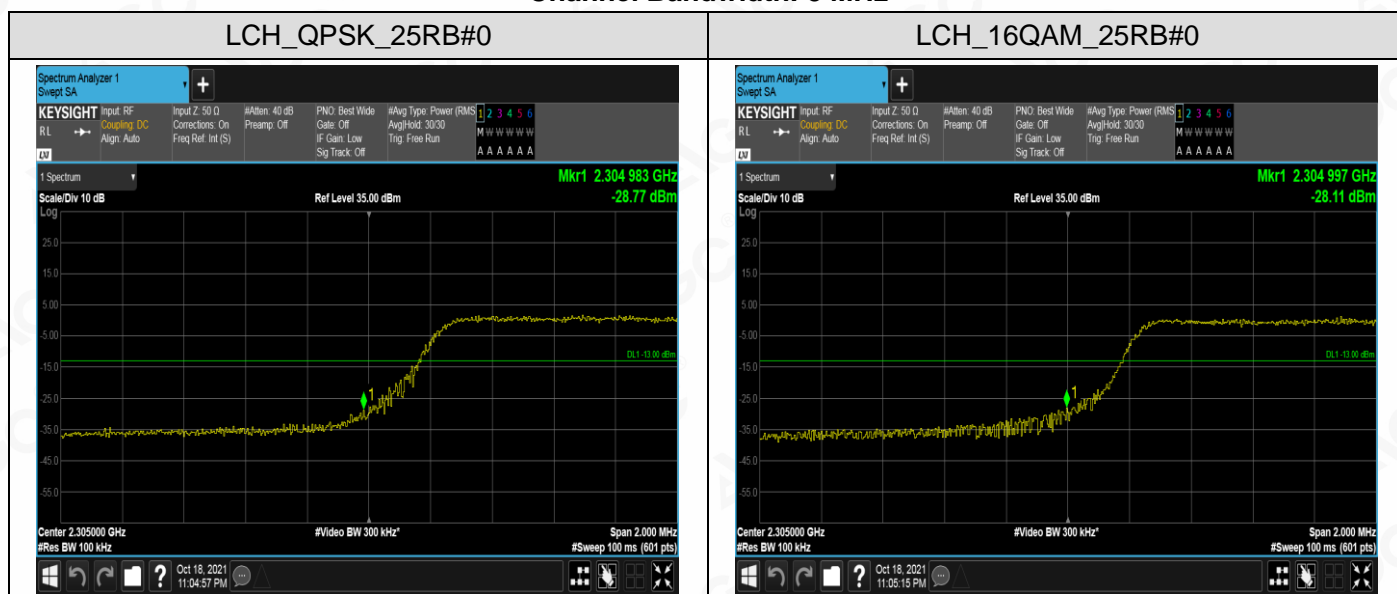 LCH_QPSK_25RB#0
LCH_16QAM_25RB#0
Spectrum Analyzer 1
Swept SA
+
KEYSIGHT
RL
LXI
Input: RF
Coupling: DC
Align: Auto
Input Z: 50 Ω
Corrections: On
Freq Ref: Int (S)
#Atten: 40 dB
Preamp: Off
PNO: Best Wide
Gate: Off
IF Gain: Low
Sig Track: Off
#Avg Type: Power (RMS
Avg|Hold: 30/30
Trig: Free Run
1 2 3 4 5 6
M W W W W W
A A A A A A
1 Spectrum
Scale/Div 10 dB
Log
Ref Level 35.00 dBm
Mkr1 2.304 983 GHz
-28.77 dBm
25.0
15.0
5.00
-5.00
-15.0
-25.0
-35.0
-45.0
-55.0
DL1 -13.00 dBm
1
Center 2.305000 GHz
#Res BW 100 kHz
#Video BW 300 kHz*
Span 2.000 MHz
#Sweep 100 ms (601 pts)
?
Oct 18, 2021
11:04:57 PM
Spectrum Analyzer 1
Swept SA
+
KEYSIGHT
RL
LXI
Input: RF
Coupling: DC
Align: Auto
Input Z: 50 Ω
Corrections: On
Freq Ref: Int (S)
#Atten: 40 dB
Preamp: Off
PNO: Best Wide
Gate: Off
IF Gain: Low
Sig Track: Off
#Avg Type: Power (RMS
Avg|Hold: 30/30
Trig: Free Run
1 2 3 4 5 6
M W W W W W
A A A A A A
1 Spectrum
Scale/Div 10 dB
Log
Ref Level 35.00 dBm
Mkr1 2.304 997 GHz
-28.11 dBm
25.0
15.0
5.00
-5.00
-15.0
-25.0
-35.0
-45.0
-55.0
DL1 -13.00 dBm
1
Center 2.305000 GHz
#Res BW 100 kHz
#Video BW 300 kHz*
Span 2.000 MHz
#Sweep 100 ms (601 pts)
?
Oct 18, 2021
11:05:15 PM